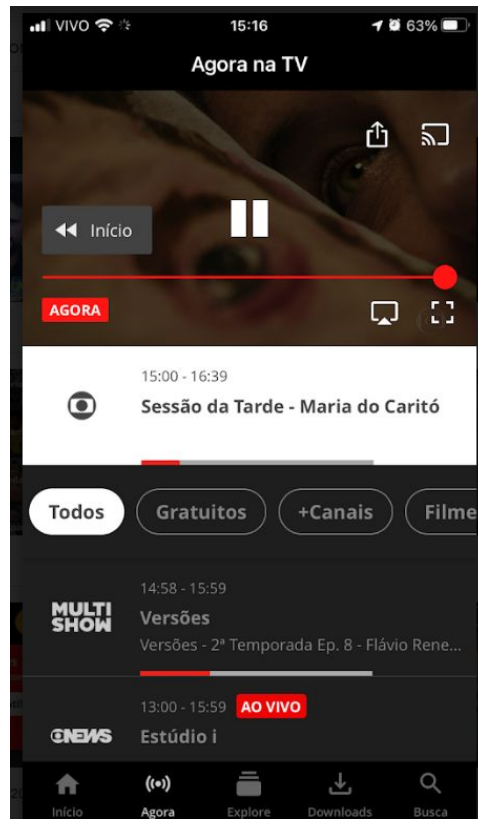 VIVO 15:16 63%
Agora na TV
Início
AGORA
15:00 - 16:39
Sessão da Tarde - Maria do Caritó
Todos Gratuitos +Canais Filme
14:58 - 15:59
MULTI
SHOW
Versões
Versões - 2ª Temporada Ep. 8 - Flávio Rene...
13:00 - 15:59 AO VIVO
GNEWS Estúdio i
Início Agora Explore Downloads Busca